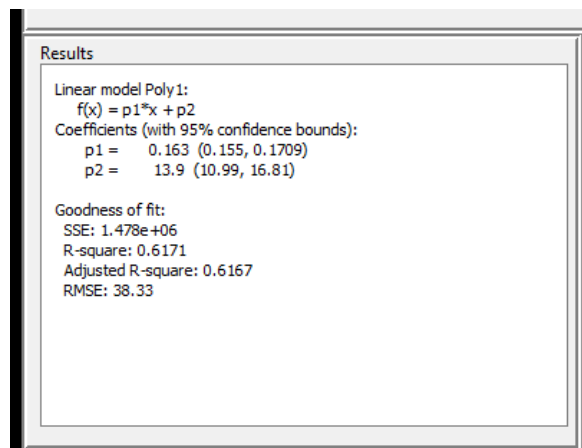 Results
Linear model Poly1:
f(x) = p1*x + p2
Coefficients (with 95% confidence bounds):
p1 = 0.163 (0.155, 0.1709)
p2 = 13.9 (10.99, 16.81)
Goodness of fit:
SSE: 1.478e+06
R-square: 0.6171
Adjusted R-square: 0.6167
RMSE: 38.33